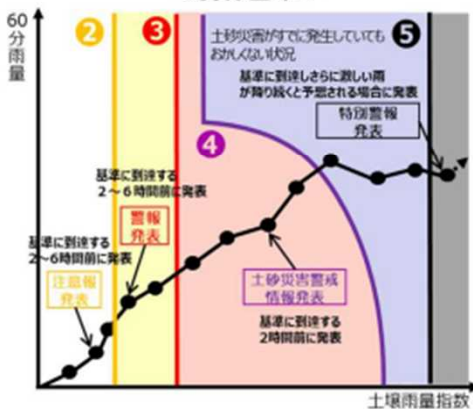 60
分雨量
2
3
土砂災害がすでに発生していても
おかしくない状況
5
基準に到達しさらに激しい雨
が降り続くと予想される場合に発表
特別警報
発表
4
基準に到達する
2～6時間前に発表
警報
発表
基準に到達する
2～6時間前に発表
注意報
発表
土砂災害警戒
情報発表
基準に到達する
2時間前に発表
土壌雨量指数